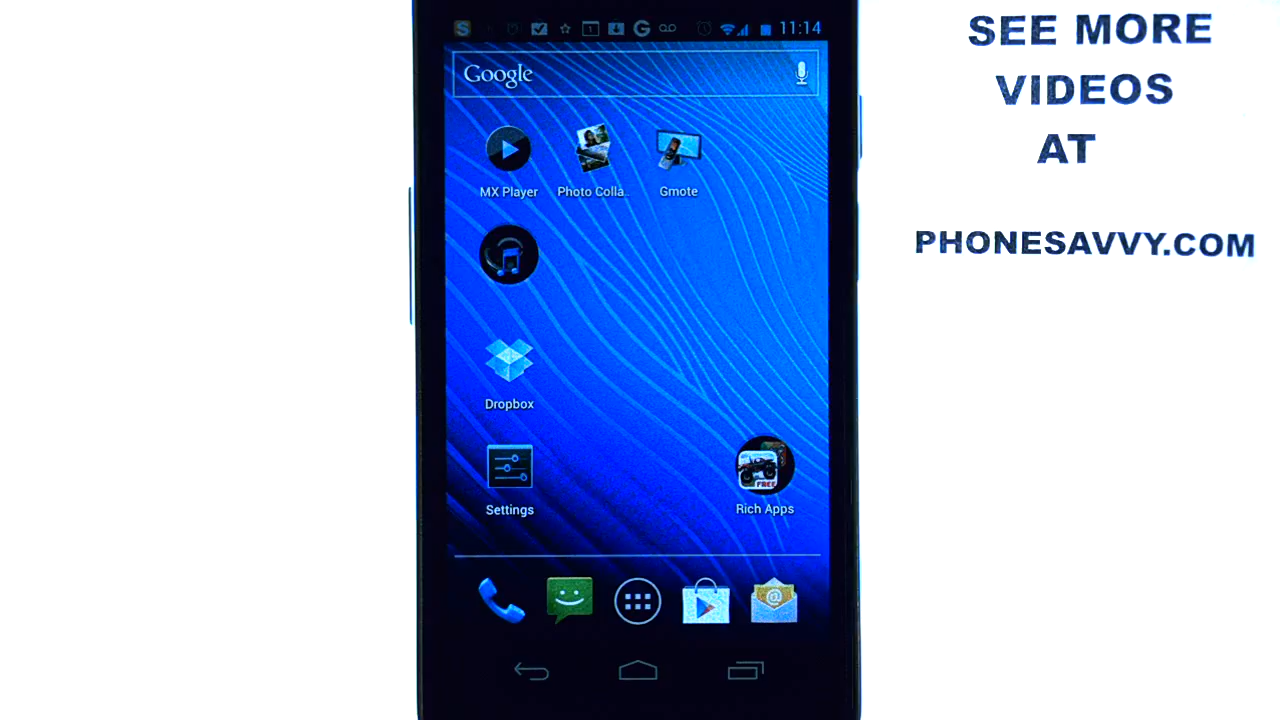 11:14
Google
MX Player Photo Colla.. Gmote
Dropbox
Settings Rich Apps
FREE
SEE MORE
VIDEOS
AT
PHONESAVVY.COM